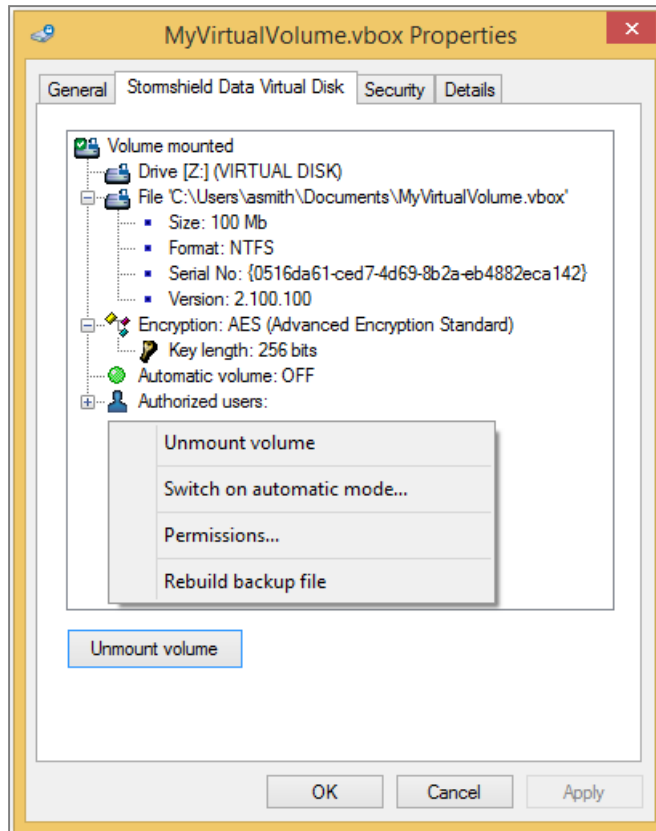 MyVirtualVolume.vbox Properties
General Stormshield Data Virtual Disk Security Details
Volume mounted
Drive [Z:] (VIRTUAL DISK)
File 'C:\Users\asmith\Documents\MyVirtualVolume.vbox'
Size: 100 Mb
Format: NTFS
Serial No: {0516da61-ced7-4d69-8b2a-eb4882eca142}
Version: 2.100.100
Encryption: AES (Advanced Encryption Standard)
Key length: 256 bits
Automatic volume: OFF
Authorized users:
Unmount volume
Switch on automatic mode...
Permissions...
Rebuild backup file
Unmount volume
OK Cancel Apply